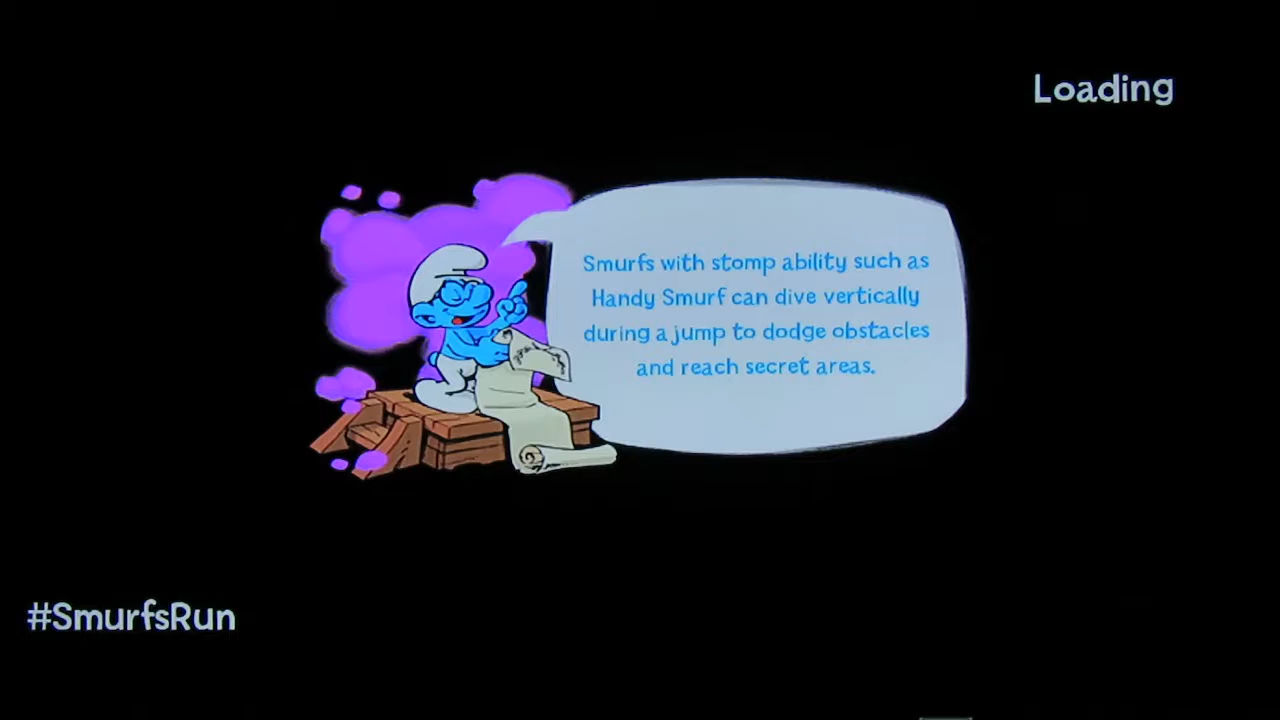 Loading
Smurfs with stomp ability such as
Handy Smurf can dive vertically
during a jump to dodge obstacles
and reach secret areas.
#SmurfsRun